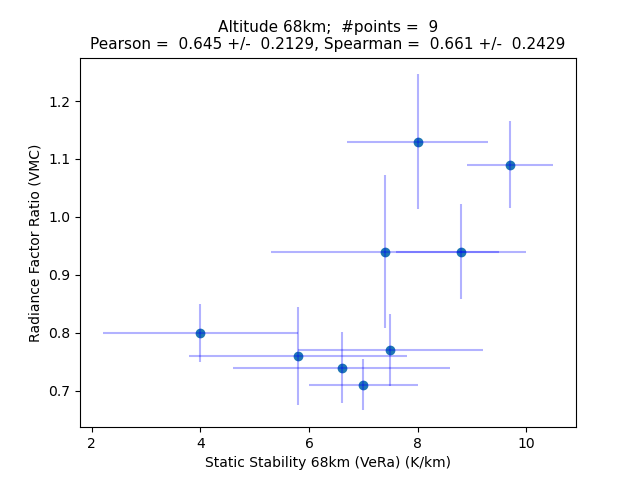 Altitude 68km;  #points =  9
Pearson =  0.645 +/-  0.2129, Spearman =  0.661 +/-  0.2429
1.2
1.1
1.0
0.9
0.8
0.7
Radiance Factor Ratio (VMC)
2 4 6 8 10
Static Stability 68km (VeRa) (K/km)